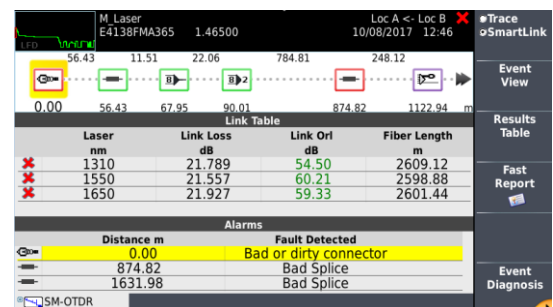 M_Laser Loc A <- Loc B
E4138FMA365 1.46500 10/08/2017 12:46
LFD
Trace
SmartLink
56.43 11.51 22.06 784.81 248.12
2
0.00 56.43 67.95 90.01 874.82 1122.94 m
Event
View
Link Table
Results
Table
Laser Link Loss Link Orl Fiber Length
nm dB dB m
1310 21.789 54.50 2609.12
1550 21.557 60.21 2598.88
1650 21.927 59.33 2601.44
Fast
Report
Alarms
Distance m Fault Detected
0.00 Bad or dirty connector
874.82 Bad Splice
1631.98 Bad Splice
Event
Diagnosis
SM-OTDR